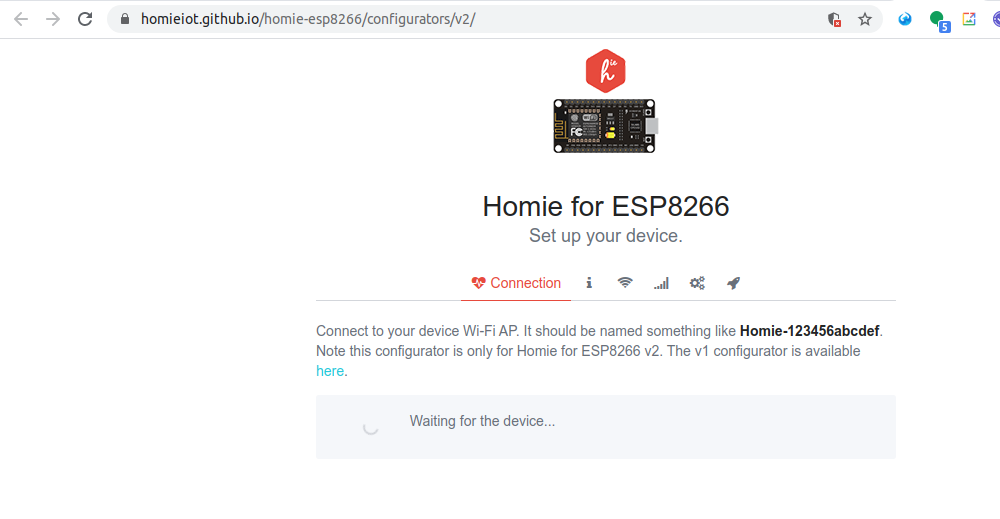 homieiot.github.io/homie-esp8266/configurators/v2/
5
h ie
FC
Homie for ESP8266
Set up your device.
Connection
Connect to your device Wi-Fi AP. It should be named something like Homie-123456abcdef.
Note this configurator is only for Homie for ESP8266 v2. The v1 configurator is available
here.
Waiting for the device...